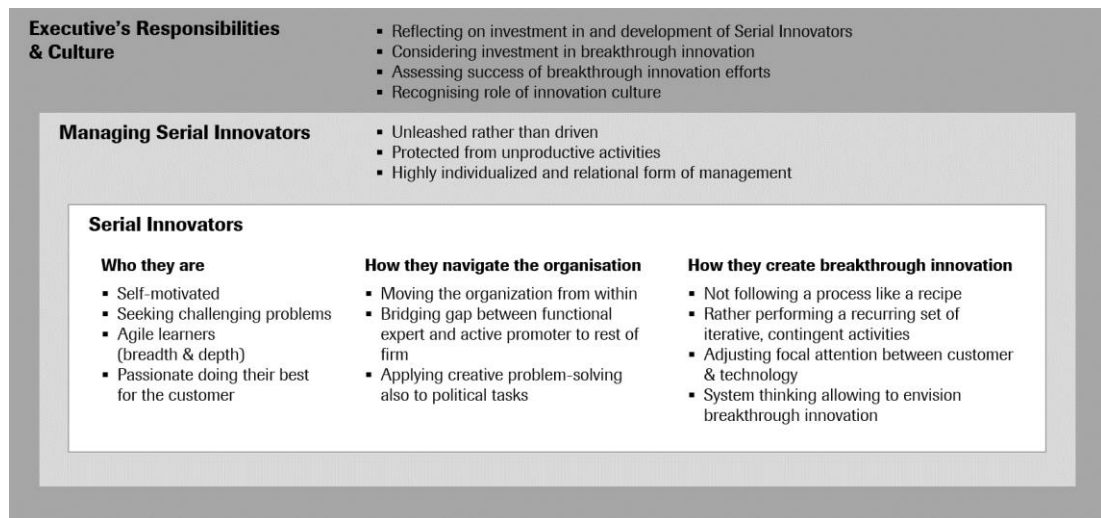 Executive's Responsibilities
& Culture
▪ Reflecting on investment in and development of Serial Innovators
▪ Considering investment in breakthrough innovation
▪ Assessing success of breakthrough innovation efforts
▪ Recognising role of innovation culture
Managing Serial Innovators
▪ Unleashed rather than driven
▪ Protected from unproductive activities
▪ Highly individualized and relational form of management
Serial Innovators
Who they are
▪ Self-motivated
▪ Seeking challenging problems
▪ Agile learners
(breadth & depth)
▪ Passionate doing their best
for the customer
How they navigate the organisation
▪ Moving the organization from within
▪ Bridging gap between functional
expert and active promoter to rest of
firm
▪ Applying creative problem-solving
also to political tasks
How they create breakthrough innovation
▪ Not following a process like a recipe
▪ Rather performing a recurring set of
iterative, contingent activities
▪ Adjusting focal attention between customer
& technology
▪ System thinking allowing to envision
breakthrough innovation